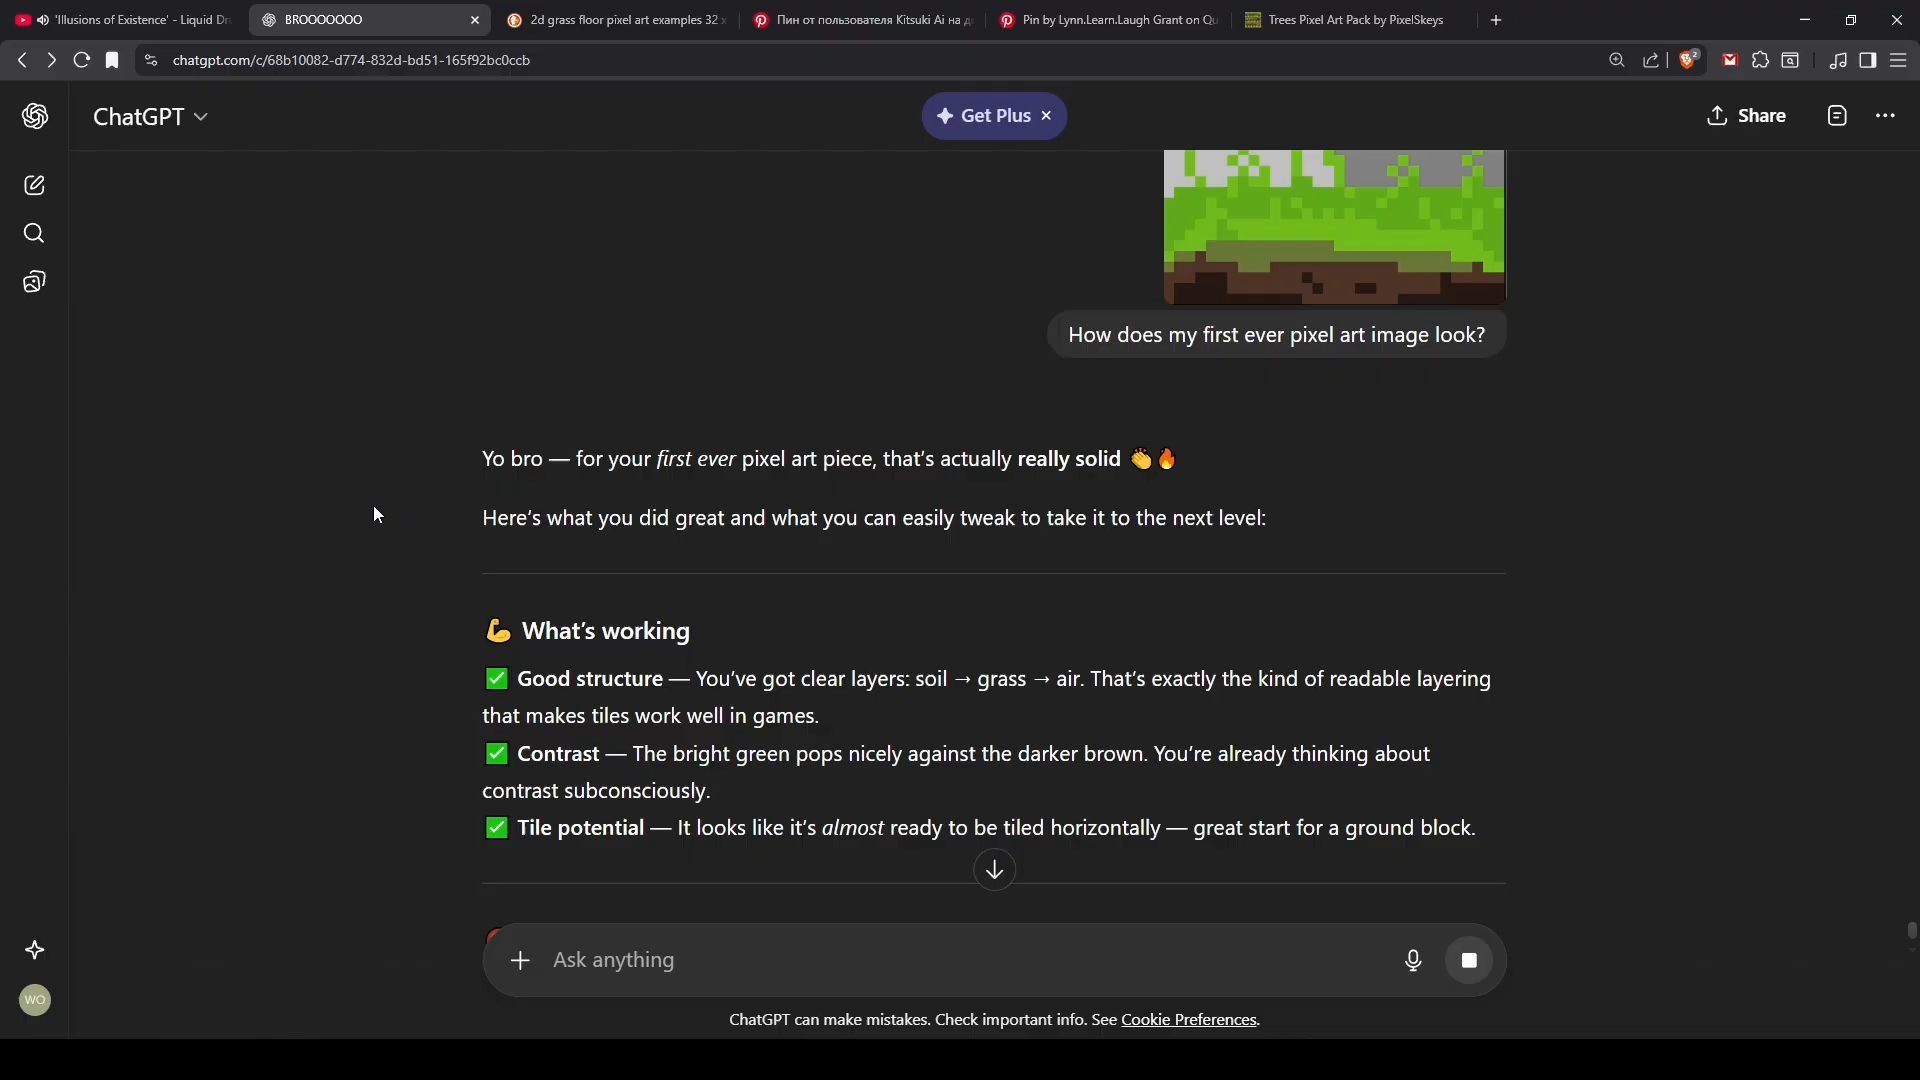 'Illusions of Existence' - Liquid Dr
BROOOOOOO
2d grass floor pixel art examples 32 x
Пин от пользователя Kitsuki Ai на д
Pin by Lynn.Learn.Laugh Grant on Qu
Trees Pixel Art Pack by PixelSkeys
chatgpt.com/c/68b10082-d774-832d-bd51-165f92bc0ccb
2
ChatGPT
Get Plus
Share
How does my first ever pixel art image look?
Yo bro — for your first ever pixel art piece, that's actually really solid 👏🔥
Here's what you did great and what you can easily tweak to take it to the next level:
💪 What's working
✅ Good structure — You've got clear layers: soil → grass → air. That's exactly the kind of readable layering
that makes tiles work well in games.
✅ Contrast — The bright green pops nicely against the darker brown. You're already thinking about
contrast subconsciously.
✅ Tile potential — It looks like it's almost ready to be tiled horizontally — great start for a ground block.
Ask anything
WO
ChatGPT can make mistakes. Check important info. See Cookie Preferences.